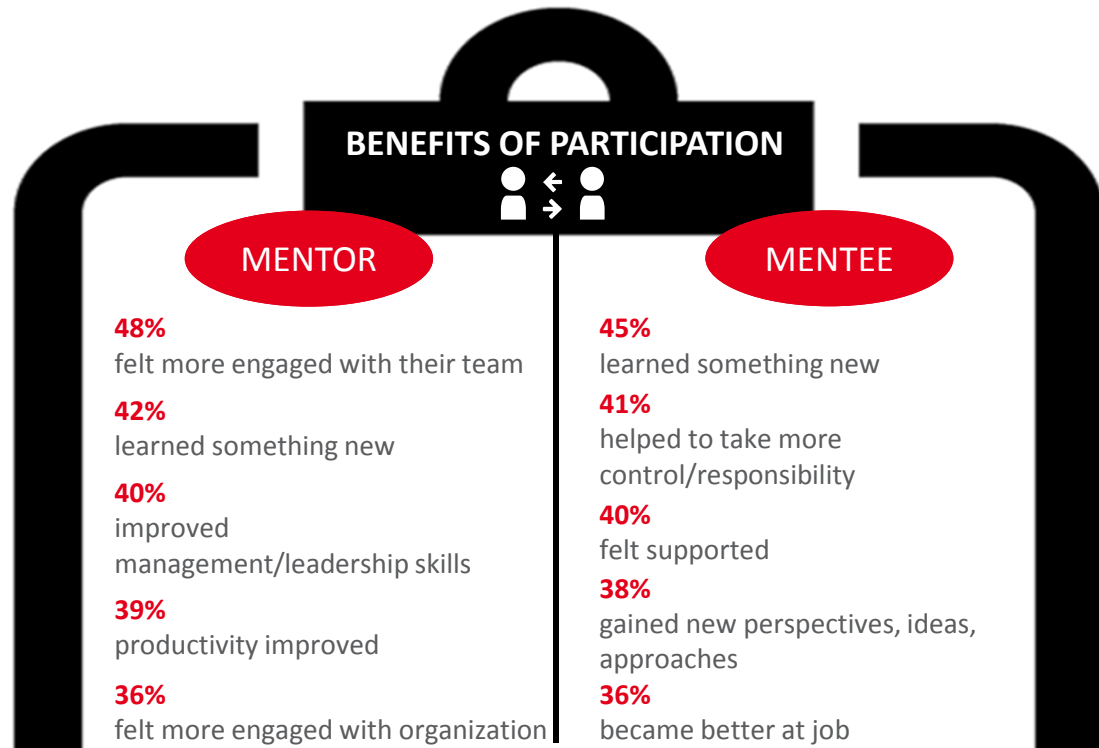 BENEFITS OF PARTICIPATION
MENTOR
48%
felt more engaged with their team
42%
learned something new
40%
improved
management/leadership skills
39%
productivity improved
36%
felt more engaged with organization
MENTEE
45%
learned something new
41%
helped to take more
control/responsibility
40%
felt supported
38%
gained new perspectives, ideas,
approaches
36%
became better at job